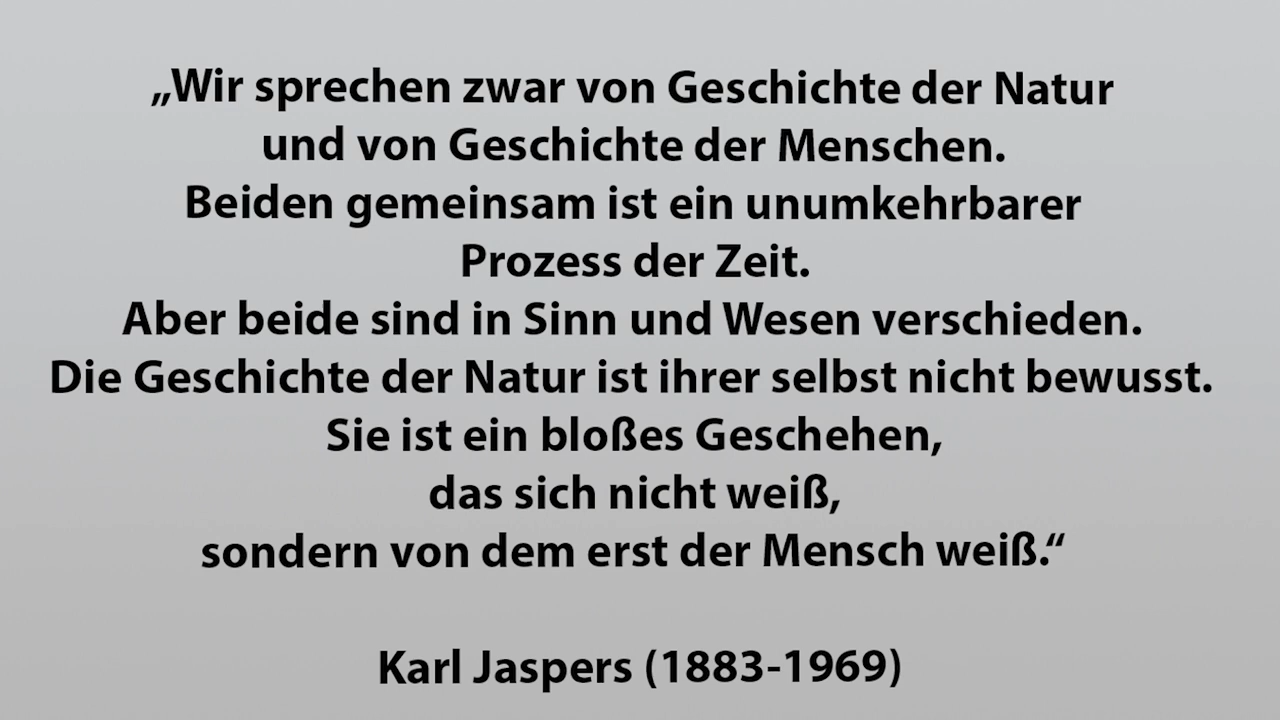 „Wir sprechen zwar von Geschichte der Natur
und von Geschichte der Menschen.
Beiden gemeinsam ist ein unumkehrbarer
Prozess der Zeit.
Aber beide sind in Sinn und Wesen verschieden.
Die Geschichte der Natur ist ihrer selbst nicht bewusst.
Sie ist ein bloßes Geschehen,
das sich nicht weiß,
sondern von dem erst der Mensch weiß.“
Karl Jaspers (1883-1969)